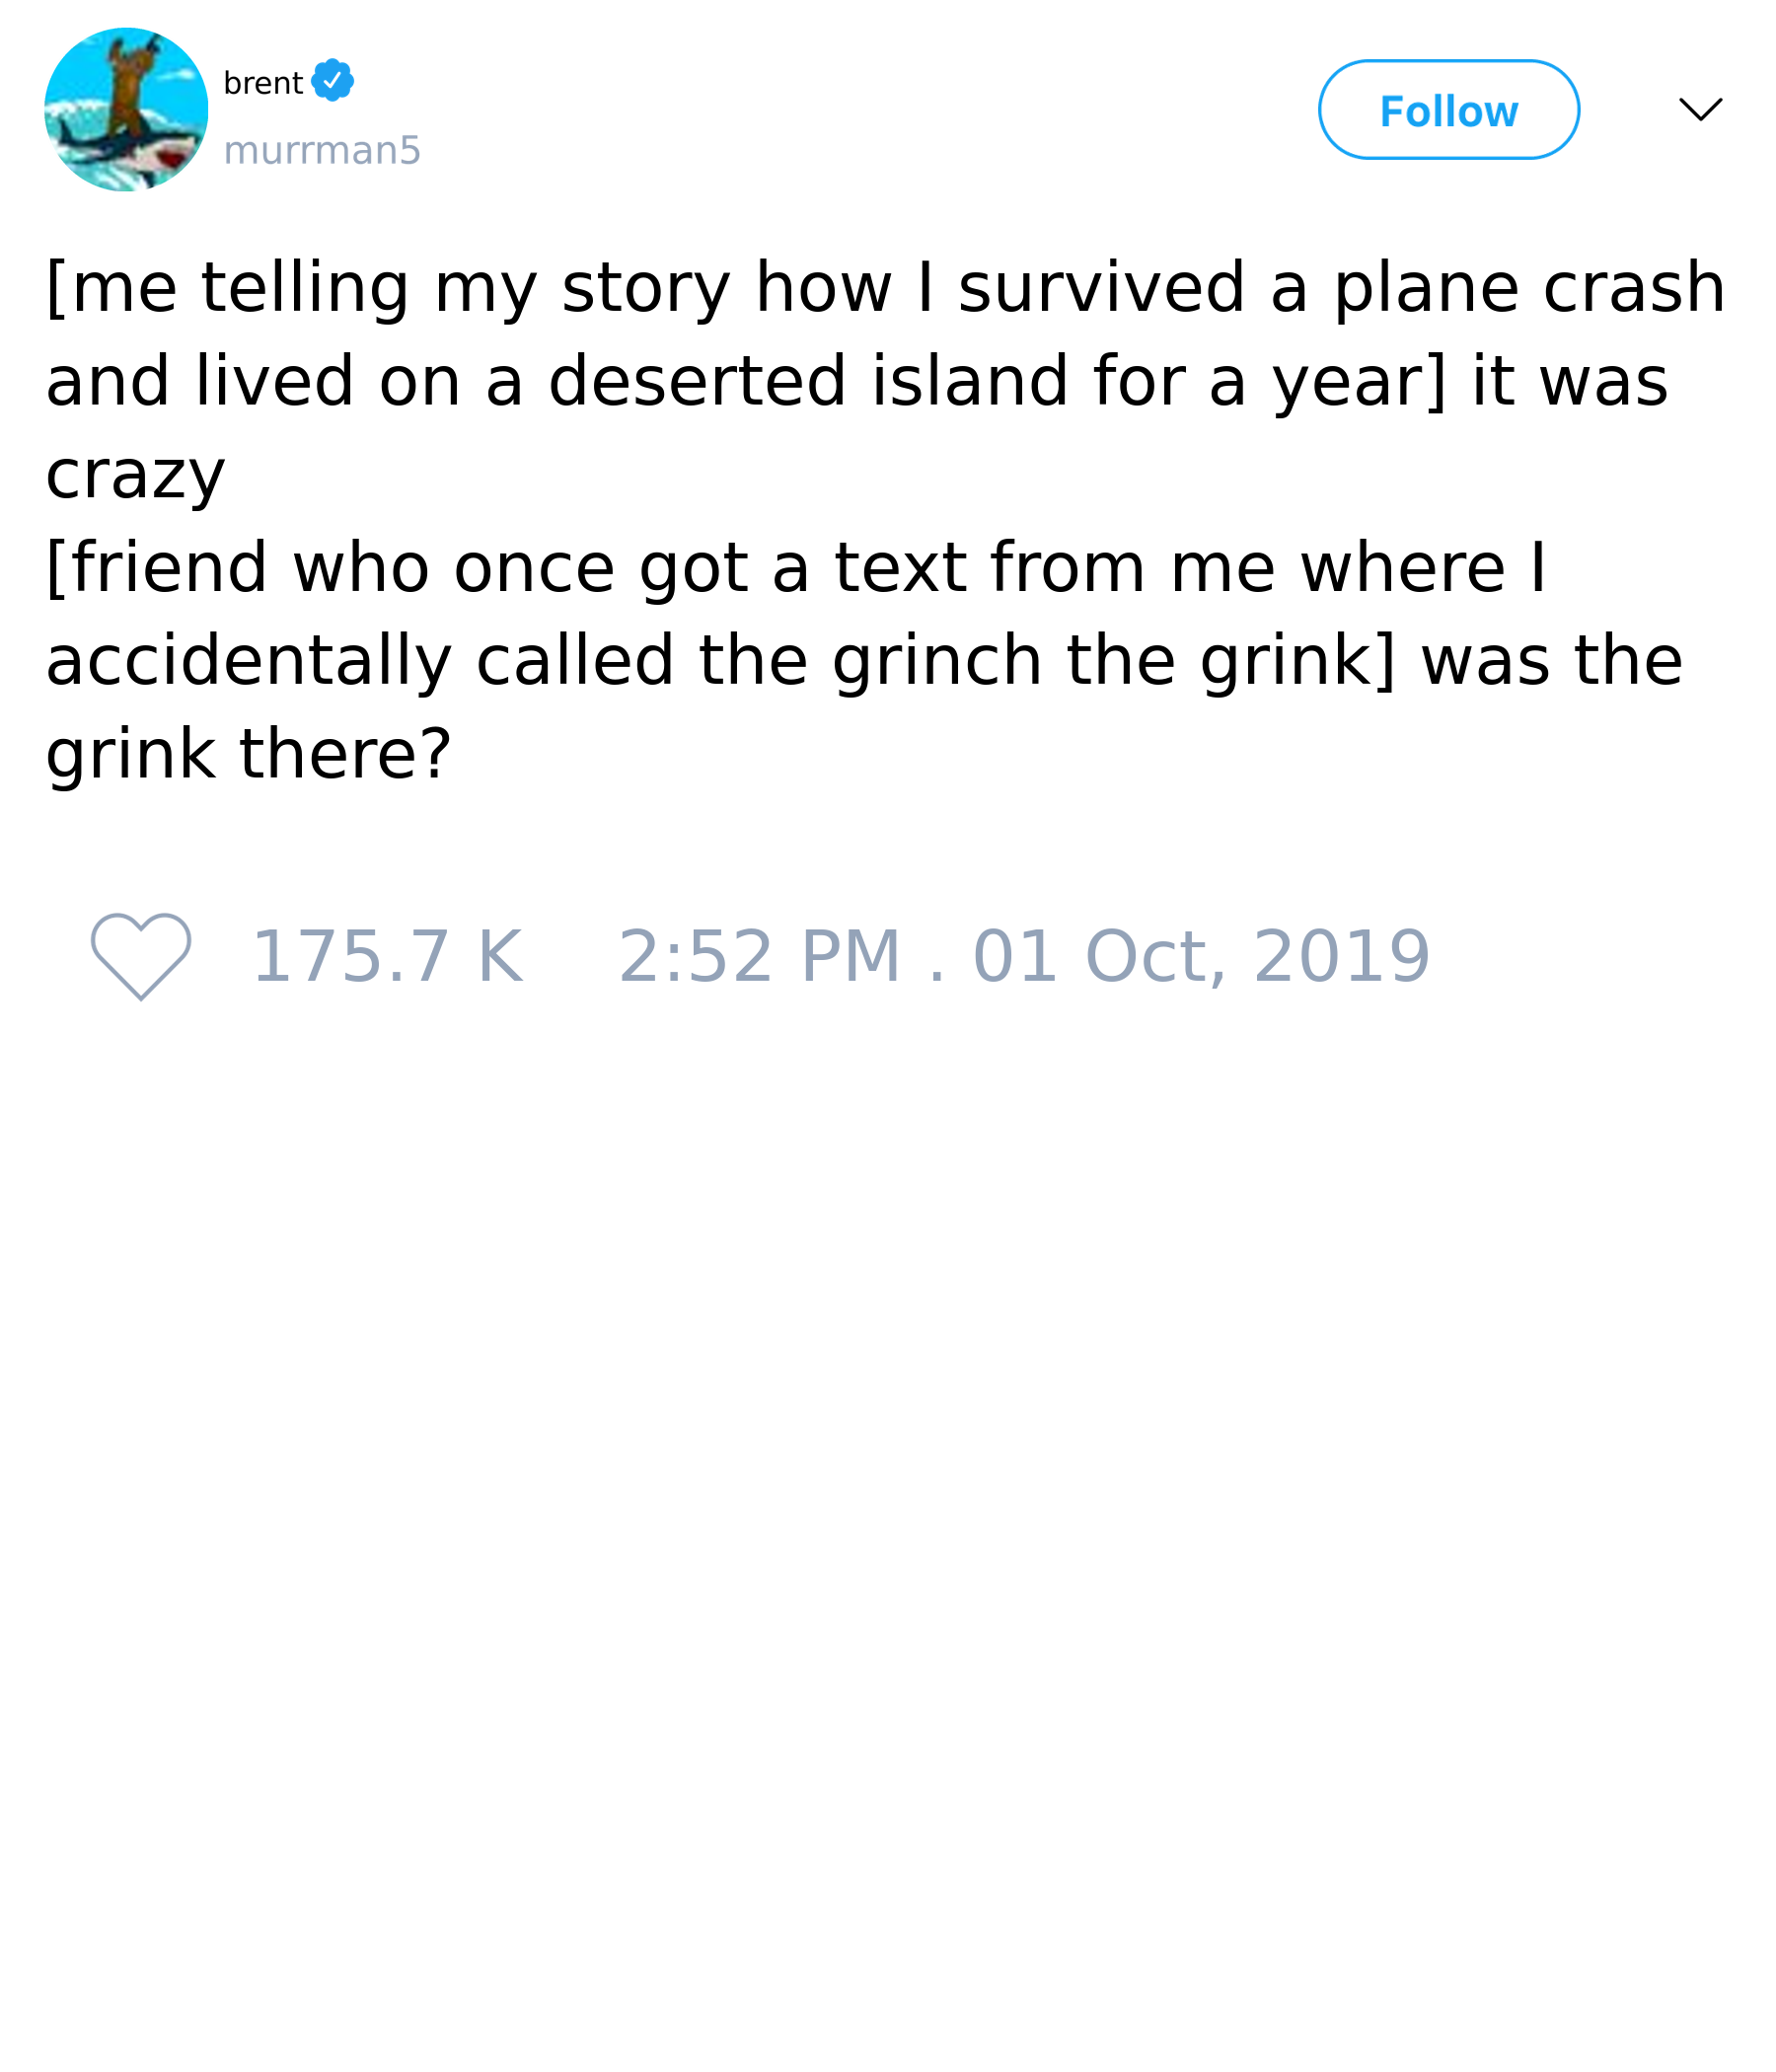 brent
murrman5
Follow
[me telling my story how I survived a plane crash
and lived on a deserted island for a year] it was
crazy
[friend who once got a text from me where I
accidentally called the grinch the grink] was the
grink there?
175.7 K 2:52 PM . 01 Oct, 2019